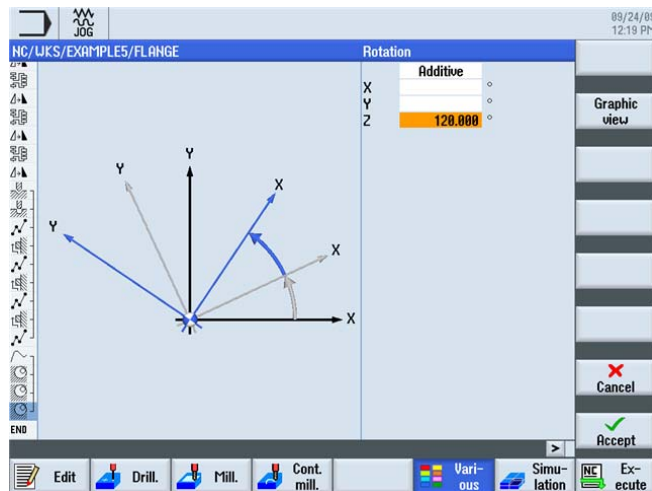 JOG
09/24/0
12:19 PM
NC/WKS/EXAMPLE5/FLANGE
Rotation
Additive
X °
Y °
Z 120.000 °
Graphic
view
Y
Y
X
Y
X
X
Cancel
END
Accept
>
Edit
Drill.
Mill.
Cont.
mill.
Vari-
ous
Simu-
lation
NC
Ex-
ecute